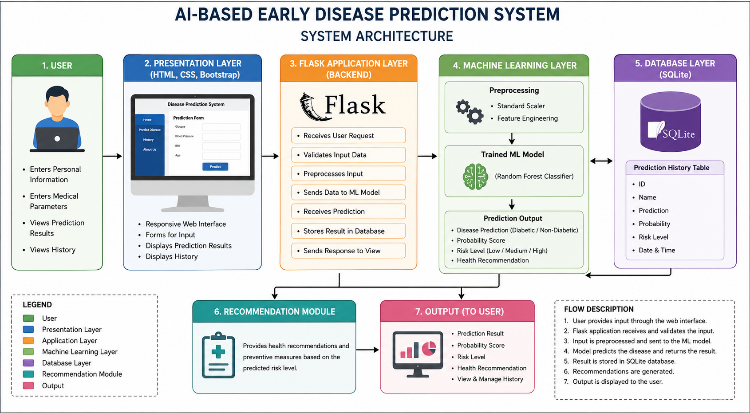 AI-BASED EARLY DISEASE PREDICTION SYSTEM
SYSTEM ARCHITECTURE
1. USER
• Enters Personal
Information
• Enters Medical
Parameters
• Views Prediction
Results
• Views History
2. PRESENTATION LAYER
(HTML, CSS, Bootstrap)
Disease Prediction System
Home
Predict Disease
History
About Us
Prediction Form
Glucose
Blood Pressure
BMI
Age
Predict
• Responsive Web Interface
• Forms for Input
• Displays Prediction Results
• Displays History
3. FLASK APPLICATION LAYER
(BACKEND)
Flask
• Receives User Request
• Validates Input Data
• Preprocesses Input
• Sends Data to ML Model
• Receives Prediction
• Stores Result in Database
• Sends Response to View
4. MACHINE LEARNING LAYER
Preprocessing
• Standard Scaler
• Feature Engineering
Trained ML Model
(Random Forest Classifier)
Prediction Output
• Disease Prediction (Diabetic / Non-Diabetic)
• Probability Score
• Risk Level (Low / Medium / High)
• Health Recommendation
5. DATABASE LAYER
(SQLite)
SQLite
Prediction History Table
• ID
• Name
• Prediction
• Probability
• Risk Level
• Date & Time
LEGEND
User
Presentation Layer
Application Layer
Machine Learning Layer
Database Layer
Recommendation Module
Output
6. RECOMMENDATION MODULE
Provides health recommendations and
preventive measures based on the
predicted risk level.
7. OUTPUT (TO USER)
• Prediction Result
• Probability Score
• Risk Level
• Health Recommendation
• View & Manage History
FLOW DESCRIPTION
1. User provides input through the web interface.
2. Flask application receives and validates the input.
3. Input is preprocessed and sent to the ML model.
4. Model predicts the disease and returns the result.
5. Result is stored in SQLite database.
6. Recommendations are generated.
7. Output is displayed to the user.